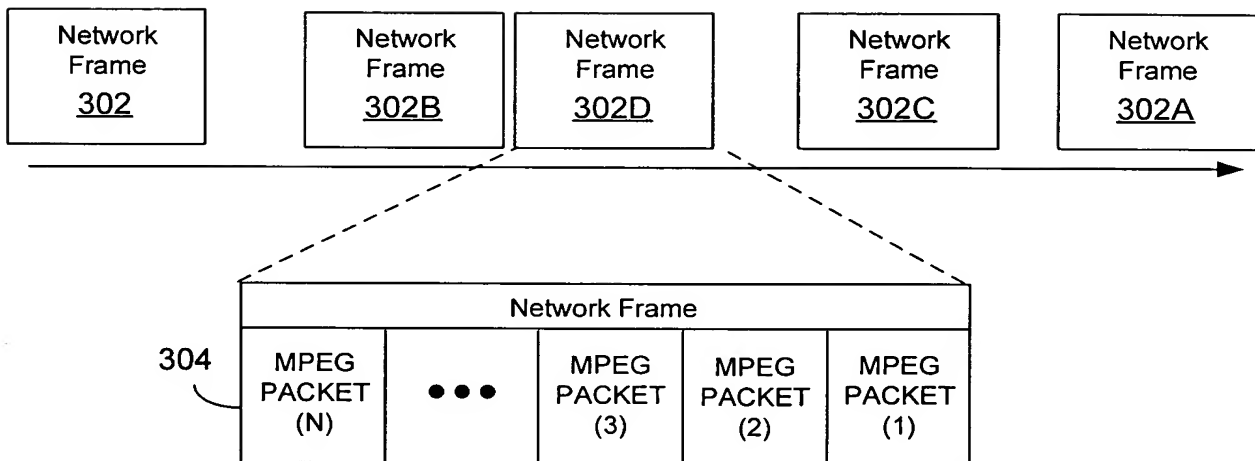 Network
Frame
302
Network
Frame
302B
Network
Frame
302D
Network
Frame
302C
Network
Frame
302A
Network Frame
304
MPEG
PACKET
(N)
•••
MPEG
PACKET
(3)
MPEG
PACKET
(2)
MPEG
PACKET
(1)